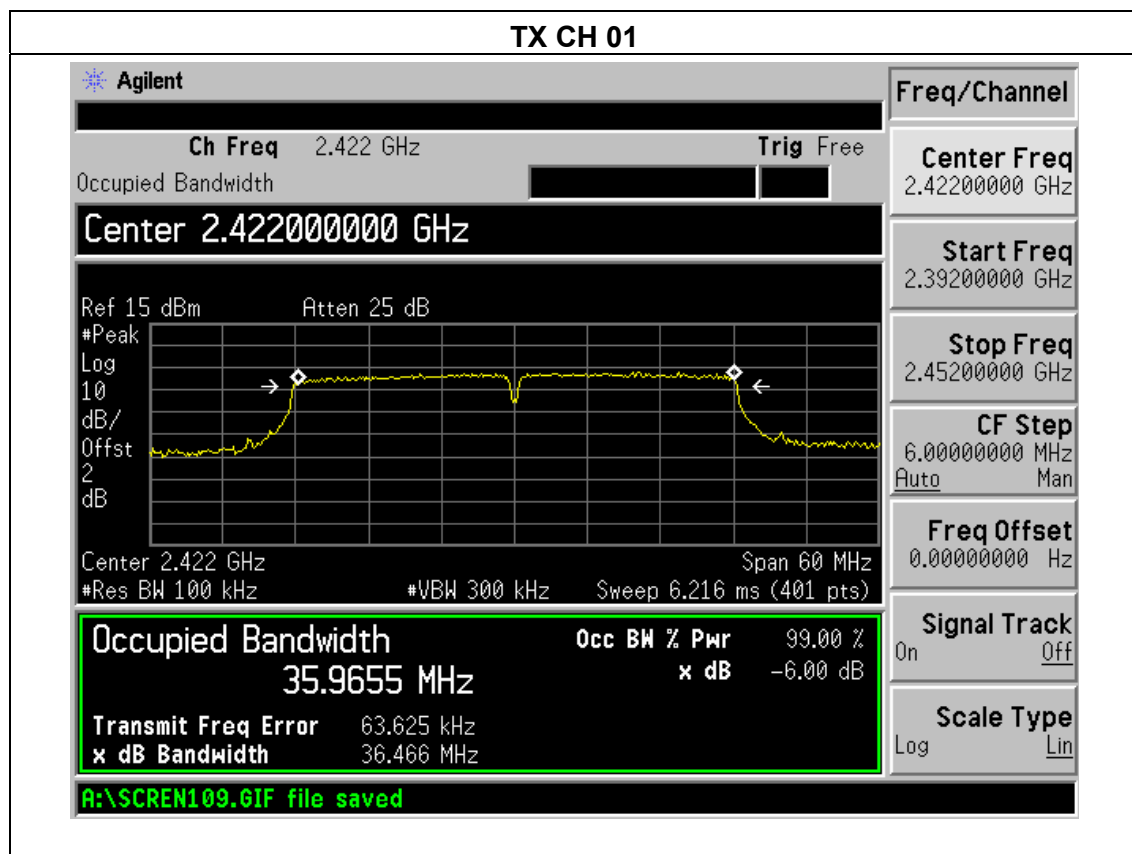 TX CH 01
Agilent
Freq/Channel
Ch Freq 2.422 GHz Trig Free
Occupied Bandwidth
Center 2.422000000 GHz
Center Freq
2.42200000 GHz
Start Freq
2.39200000 GHz
Stop Freq
2.45200000 GHz
CF Step
6.00000000 MHz
Auto Man
Freq Offset
0.00000000 Hz
Signal Track
On Off
Scale Type
Log Lin
Ref 15 dBm Atten 25 dB
#Peak
Log
10
dB/
Offst
2
dB
Center 2.422 GHz Span 60 MHz
#Res BW 100 kHz #VBW 300 kHz Sweep 6.216 ms (401 pts)
Occupied Bandwidth Occ BW % Pwr 99.00 %
35.9655 MHz x dB -6.00 dB
Transmit Freq Error 63.625 kHz
x dB Bandwidth 36.466 MHz
A:\SCREN109.GIF file saved